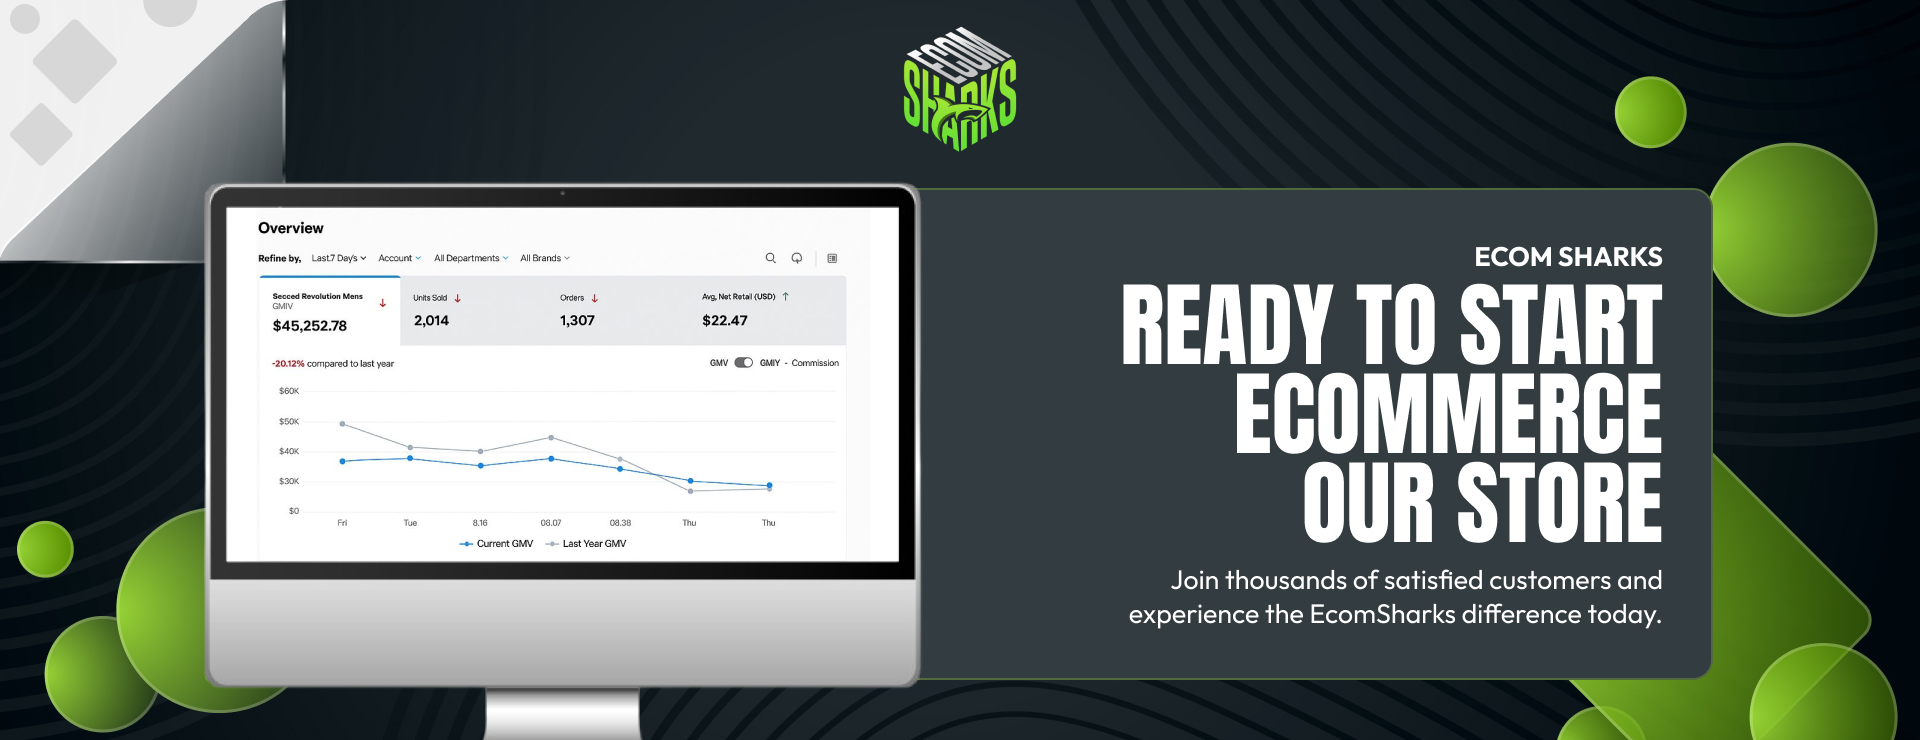 ECOM
SHARKS
Overview
Refine by, Last.7 Day's Account All Departments All Brands
Secced Revolution Mens
GMIV
$45,252.78
Units Sold
2,014
Orders
1,307
Avg, Net Retail (USD)
$22.47
-20.12% compared to last year
GMV GMIY - Commission
$60K
$50K
$40K
$30K
$0
Fri Tue 8.16 08.07 08.38 Thu Thu
Current GMV Last Year GMV
ECOM SHARKS
READY TO START
ECOMMERCE
OUR STORE
Join thousands of satisfied customers and
experience the EcomSharks difference today.